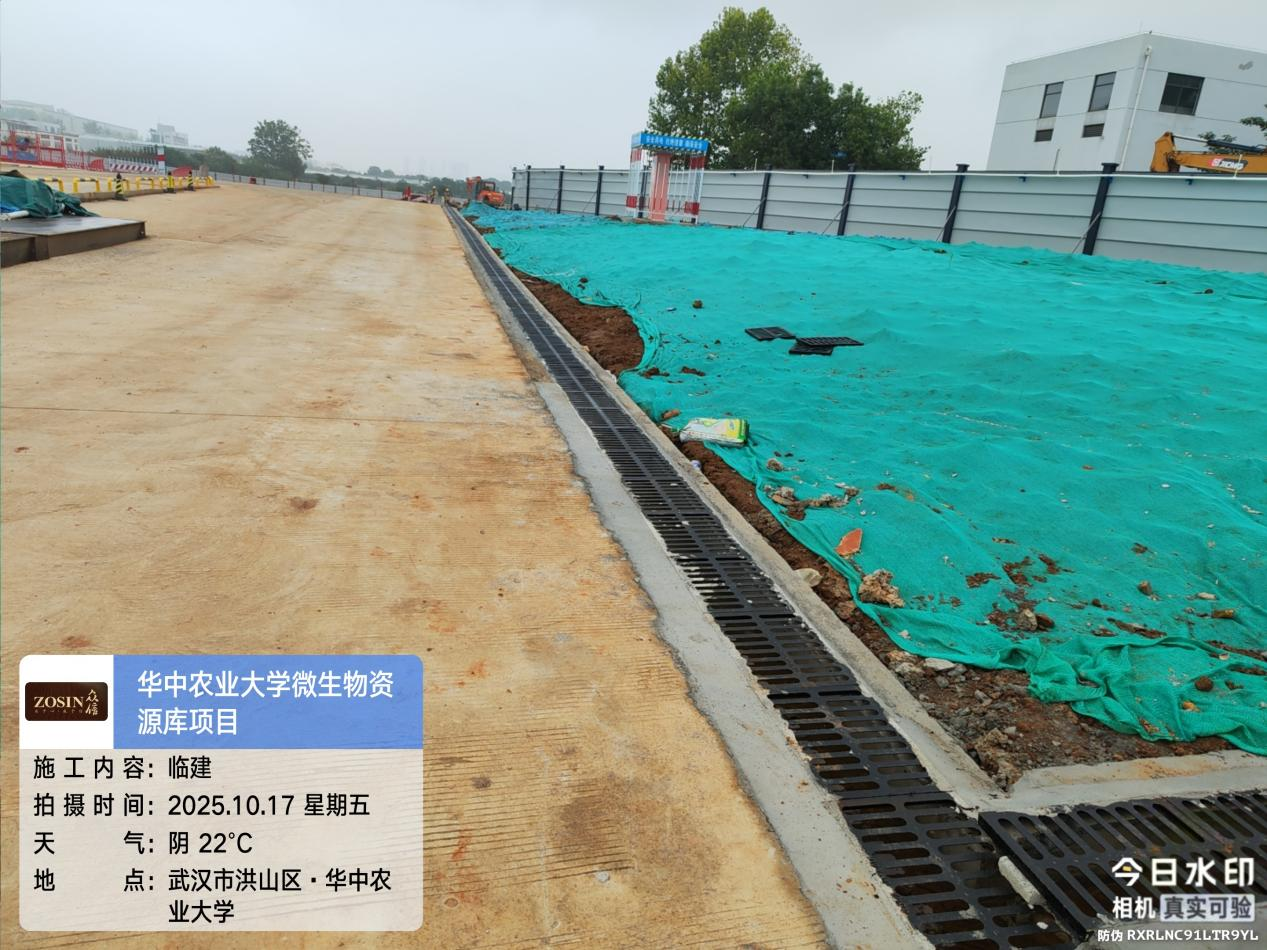 ZOSIN 众信
华中农业大学微生物资
源库项目
施工内容：临建
拍摄时间：2025.10.17 星期五
天气：阴 22°C
地点：武汉市洪山区·华中农
业大学
今日水印
相机 真实可验
防伪 RXRLNC91LTR9YL